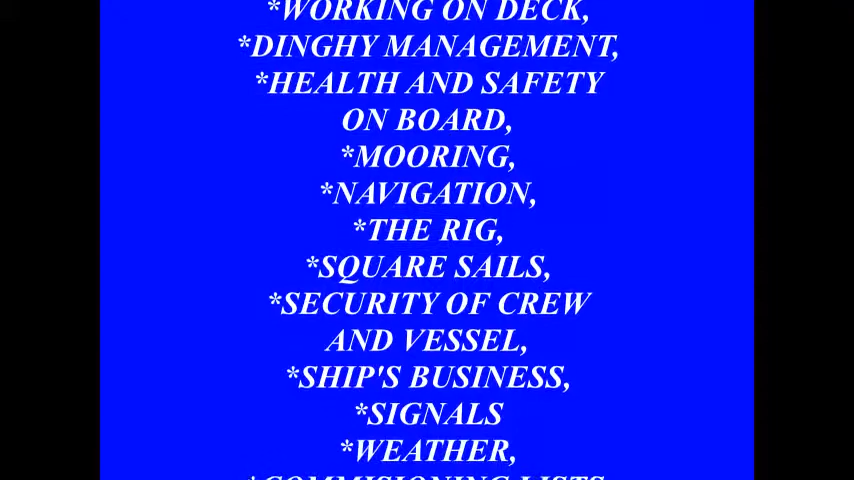 *WORKING ON DECK,
*DINGHY MANAGEMENT,
*HEALTH AND SAFETY
ON BOARD,
*MOORING,
*NAVIGATION,
*THE RIG,
*SQUARE SAILS,
*SECURITY OF CREW
AND VESSEL,
*SHIP'S BUSINESS,
*SIGNALS
*WEATHER,
*COMMISIONING LISTS